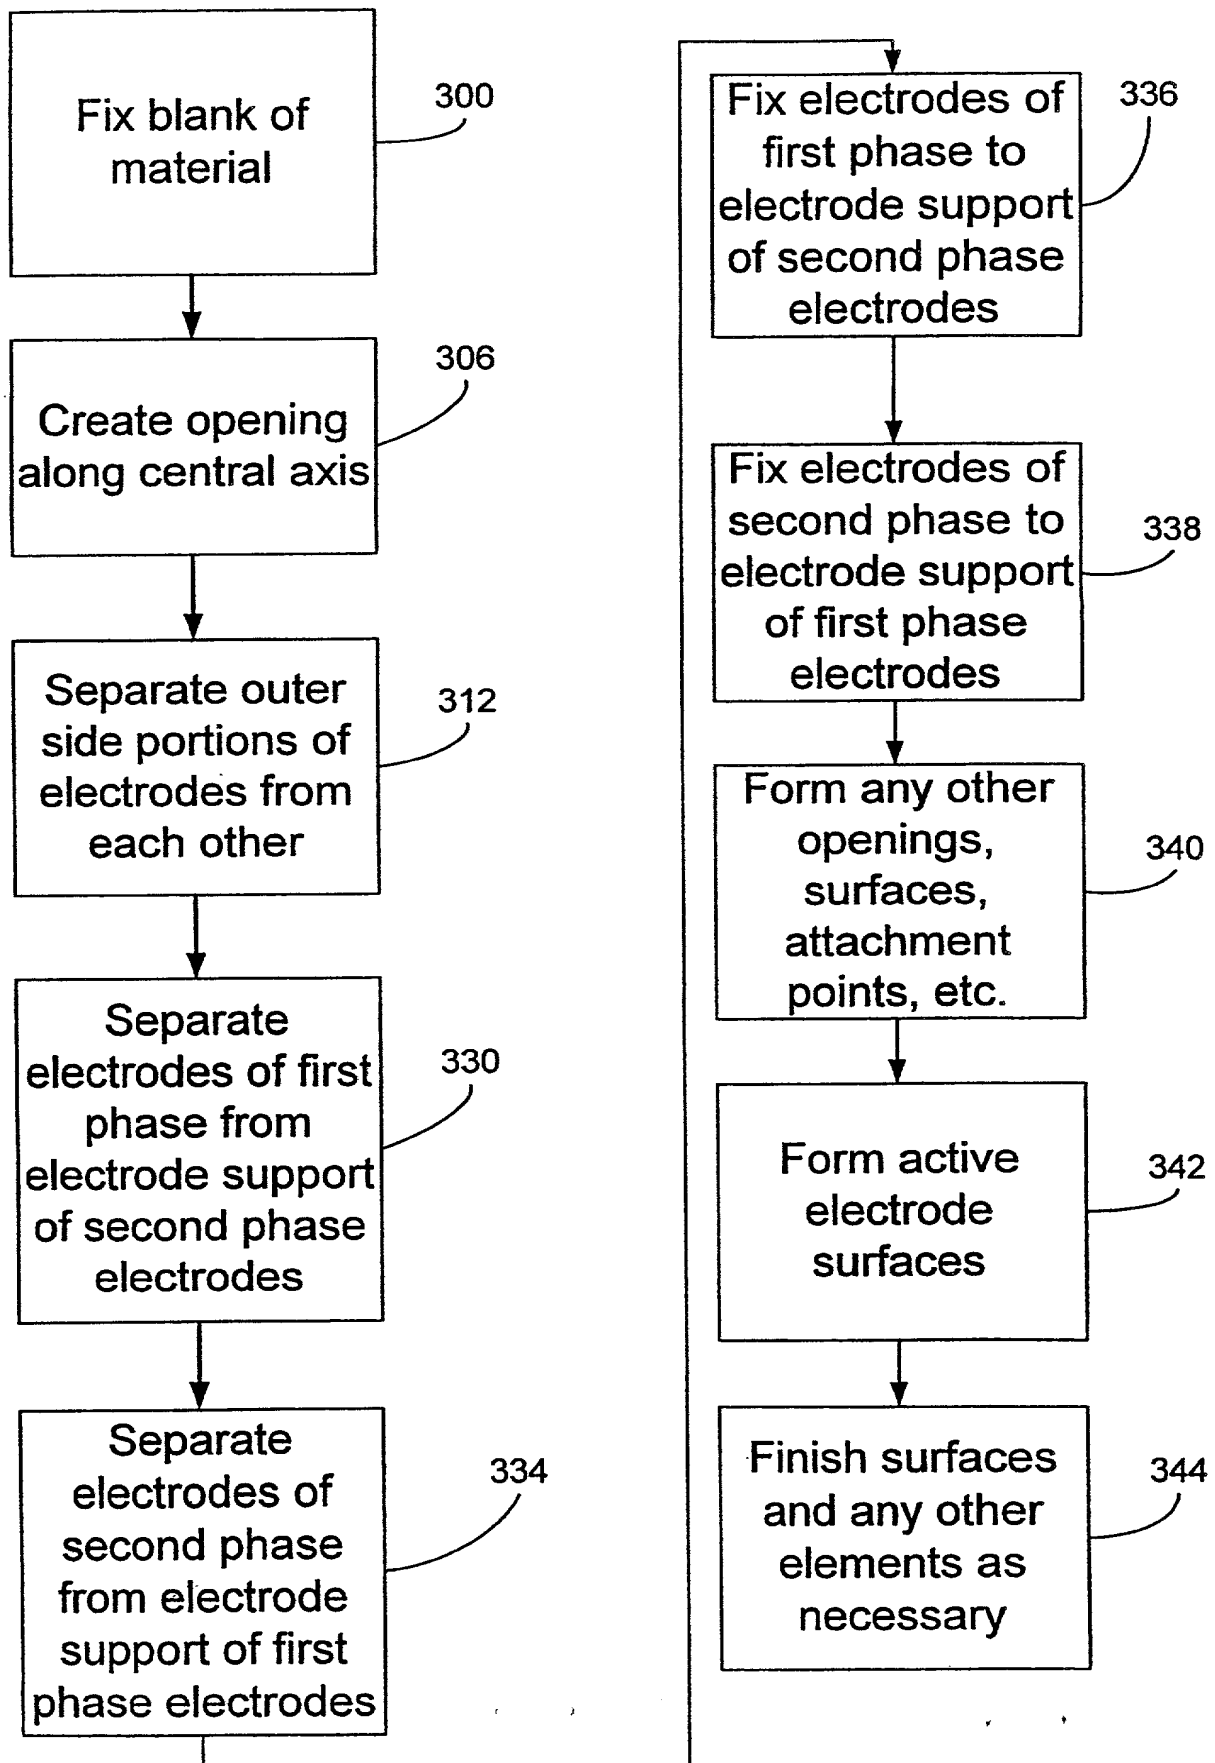 Fix blank of
material
300
Create opening
along central axis
306
Separate outer
side portions of
electrodes from
each other
312
Separate
electrodes of first
phase from
electrode support
of second phase
electrodes
330
Separate
electrodes of
second phase
from electrode
support of first
phase electrodes
334
Fix electrodes of
first phase to
electrode support
of second phase
electrodes
336
Fix electrodes of
second phase to
electrode support
of first phase
electrodes
338
Form any other
openings,
surfaces,
attachment
points, etc.
340
Form active
electrode
surfaces
342
Finish surfaces
and any other
elements as
necessary
344